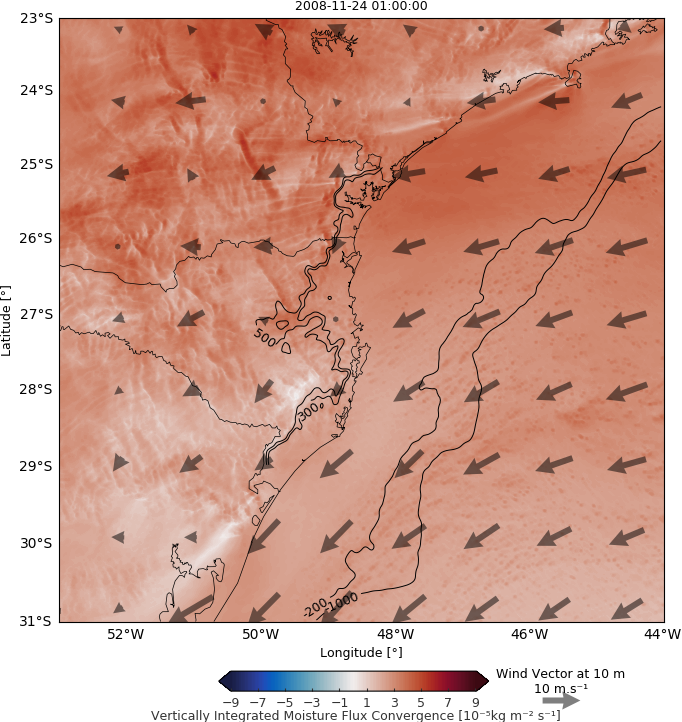 2008-11-24 01:00:00
23°S
24°S
25°S
26°S
27°S
28°S
29°S
30°S
31°S
Latitude [°]
500
300
-200
-1000
52°W 50°W 48°W 46°W 44°W
Longitude [°]
−9 −7 −5 −3 −1 1 3 5 7 9
Vertically Integrated Moisture Flux Convergence [10⁻⁵kg m⁻² s⁻¹]
Wind Vector at 10 m
10 m.s⁻¹